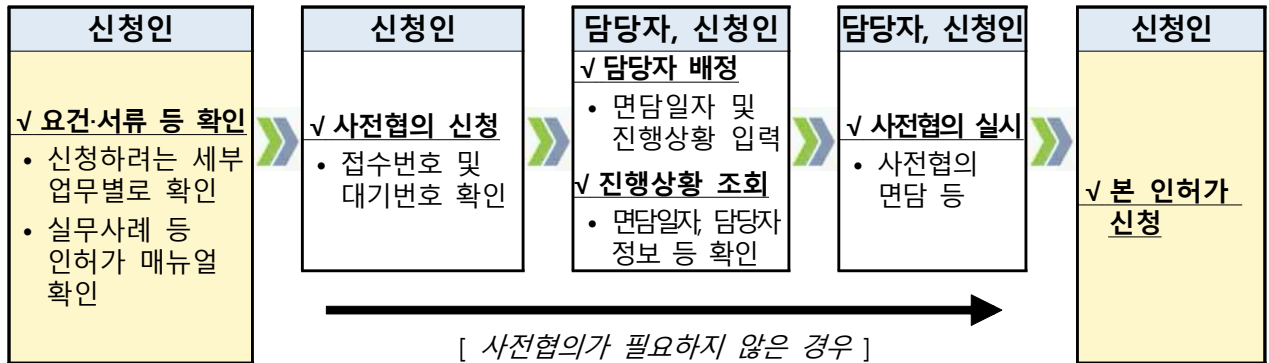 신청인
√ 요건·서류 등 확인
• 신청하려는 세부
업무별로 확인
• 실무사례 등
인허가 매뉴얼
확인
신청인
√ 사전협의 신청
• 접수번호 및
대기번호 확인
담당자, 신청인
√ 담당자 배정
• 면담일자 및
진행상황 입력
√ 진행상황 조회
• 면담일자, 담당자
정보 등 확인
담당자, 신청인
√ 사전협의 실시
• 사전협의
면담 등
신청인
√ 본 인허가
신청
[ 사전협의가 필요하지 않은 경우 ]